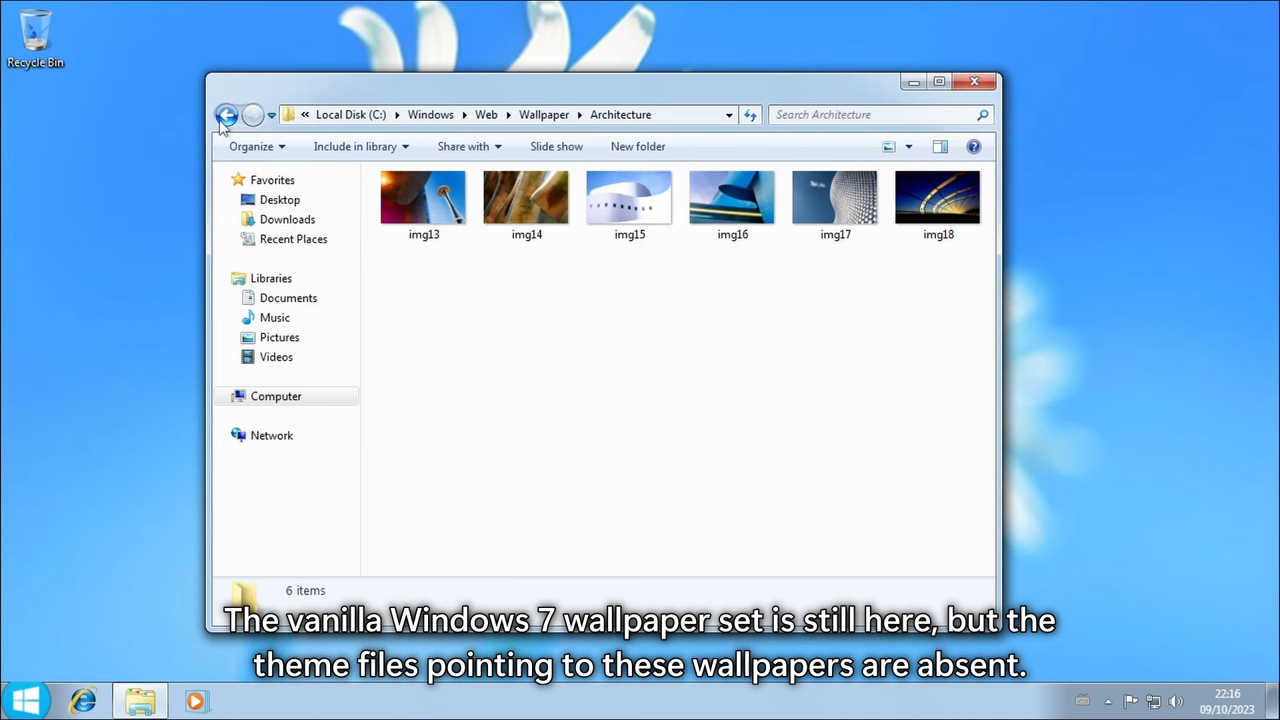 Recycle Bin
« Local Disk (C:) Windows Web Wallpaper Architecture
Search Architecture
Organize Include in library Share with Slide show New folder
Favorites
Desktop
Downloads
Recent Places
Libraries
Documents
Music
Pictures
Videos
Computer
Network
img13 img14 img15 img16 img17 img18
6 items
The vanilla Windows 7 wallpaper set is still here, but the
theme files pointing to these wallpapers are absent.
22:16
09/10/2023